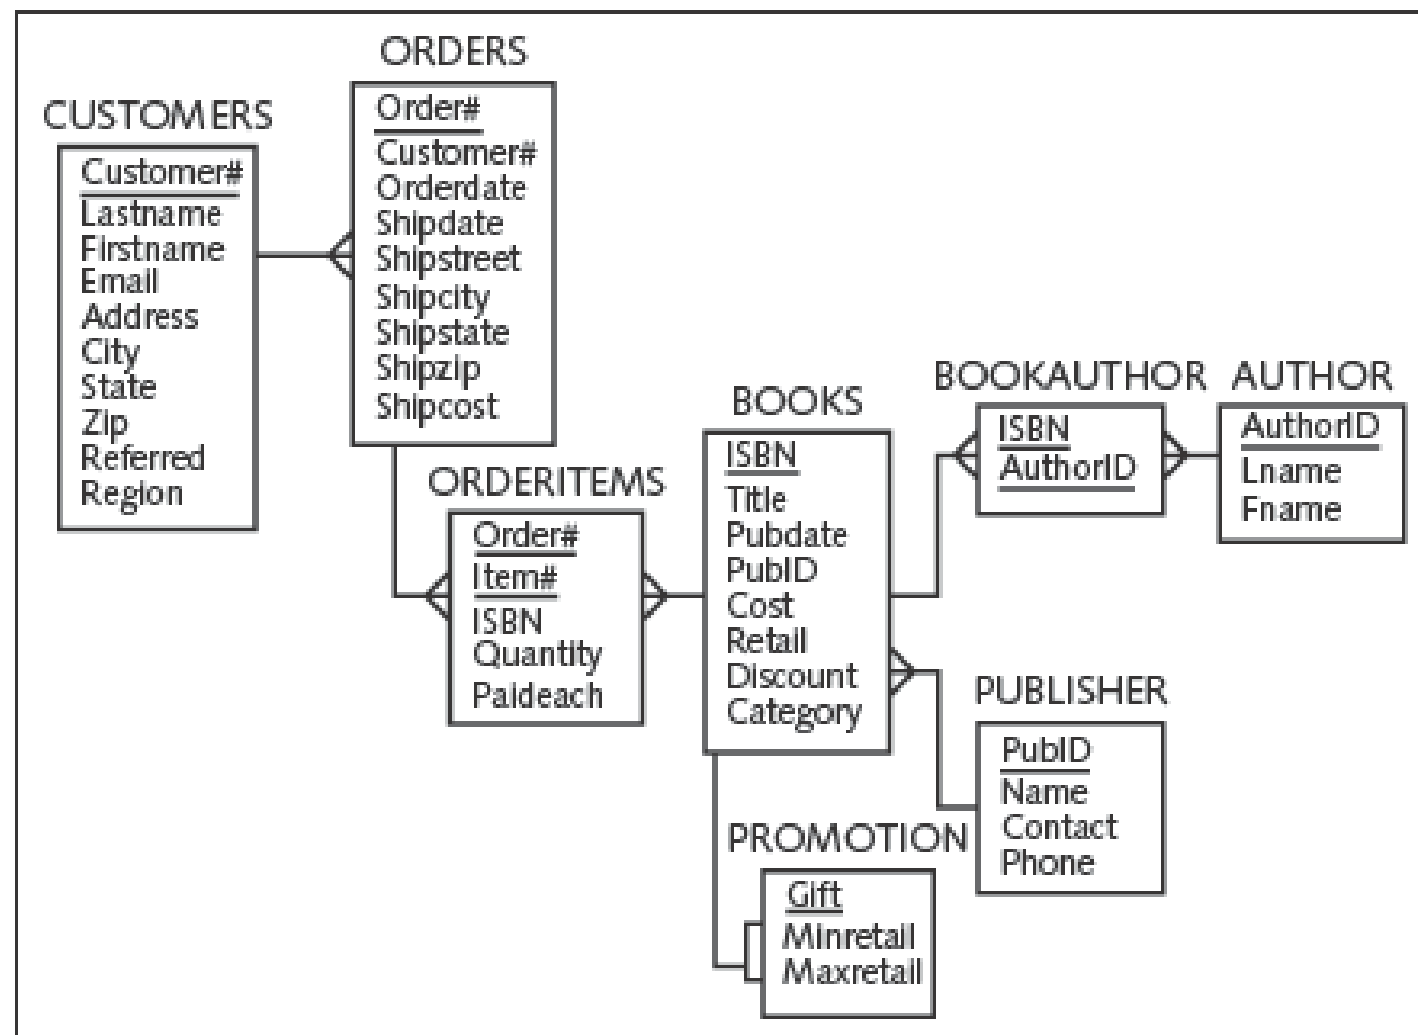 CUSTOMERS
Customer#
Lastname
Firstname
Email
Address
City
State
Zip
Referred
Region
ORDERS
Order#
Customer#
Orderdate
Shipdate
Shipstreet
Shipcity
Shipstate
Shipzip
Shipcost
ORDERITEMS
Order#
Item#
ISBN
Quantity
Paideach
BOOKS
ISBN
Title
Pubdate
PubID
Cost
Retail
Discount
Category
BOOKAUTHOR
ISBN
AuthorID
AUTHOR
AuthorID
Lname
Fname
PUBLISHER
PubID
Name
Contact
Phone
PROMOTION
Gift
Minretail
Maxretail